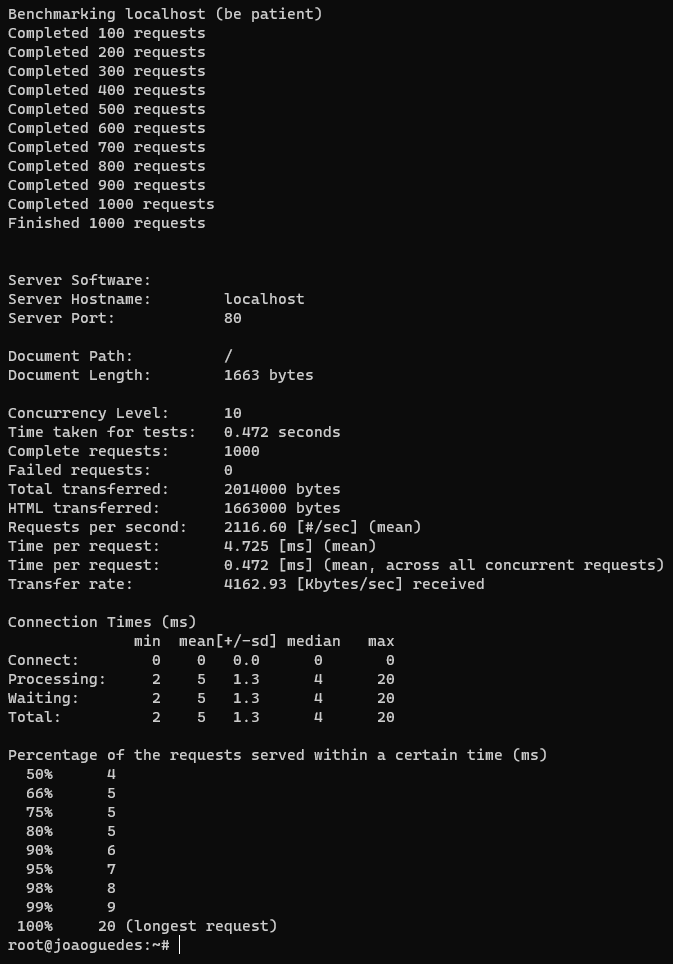 Benchmarking localhost (be patient)
Completed 100 requests
Completed 200 requests
Completed 300 requests
Completed 400 requests
Completed 500 requests
Completed 600 requests
Completed 700 requests
Completed 800 requests
Completed 900 requests
Completed 1000 requests
Finished 1000 requests


Server Software:
Server Hostname:        localhost
Server Port:            80

Document Path:          /
Document Length:        1663 bytes

Concurrency Level:      10
Time taken for tests:   0.472 seconds
Complete requests:      1000
Failed requests:        0
Total transferred:      2014000 bytes
HTML transferred:       1663000 bytes
Requests per second:    2116.60 [#/sec] (mean)
Time per request:       4.725 [ms] (mean)
Time per request:       0.472 [ms] (mean, across all concurrent requests)
Transfer rate:          4162.93 [Kbytes/sec] received

Connection Times (ms)
              min  mean[+/-sd] median   max
Connect:        0    0   0.0      0       0
Processing:     2    5   1.3      4      20
Waiting:        2    5   1.3      4      20
Total:          2    5   1.3      4      20

Percentage of the requests served within a certain time (ms)
  50%      4
  66%      5
  75%      5
  80%      5
  90%      6
  95%      7
  98%      8
  99%      9
 100%     20 (longest request)
root@joaoguedes:~#